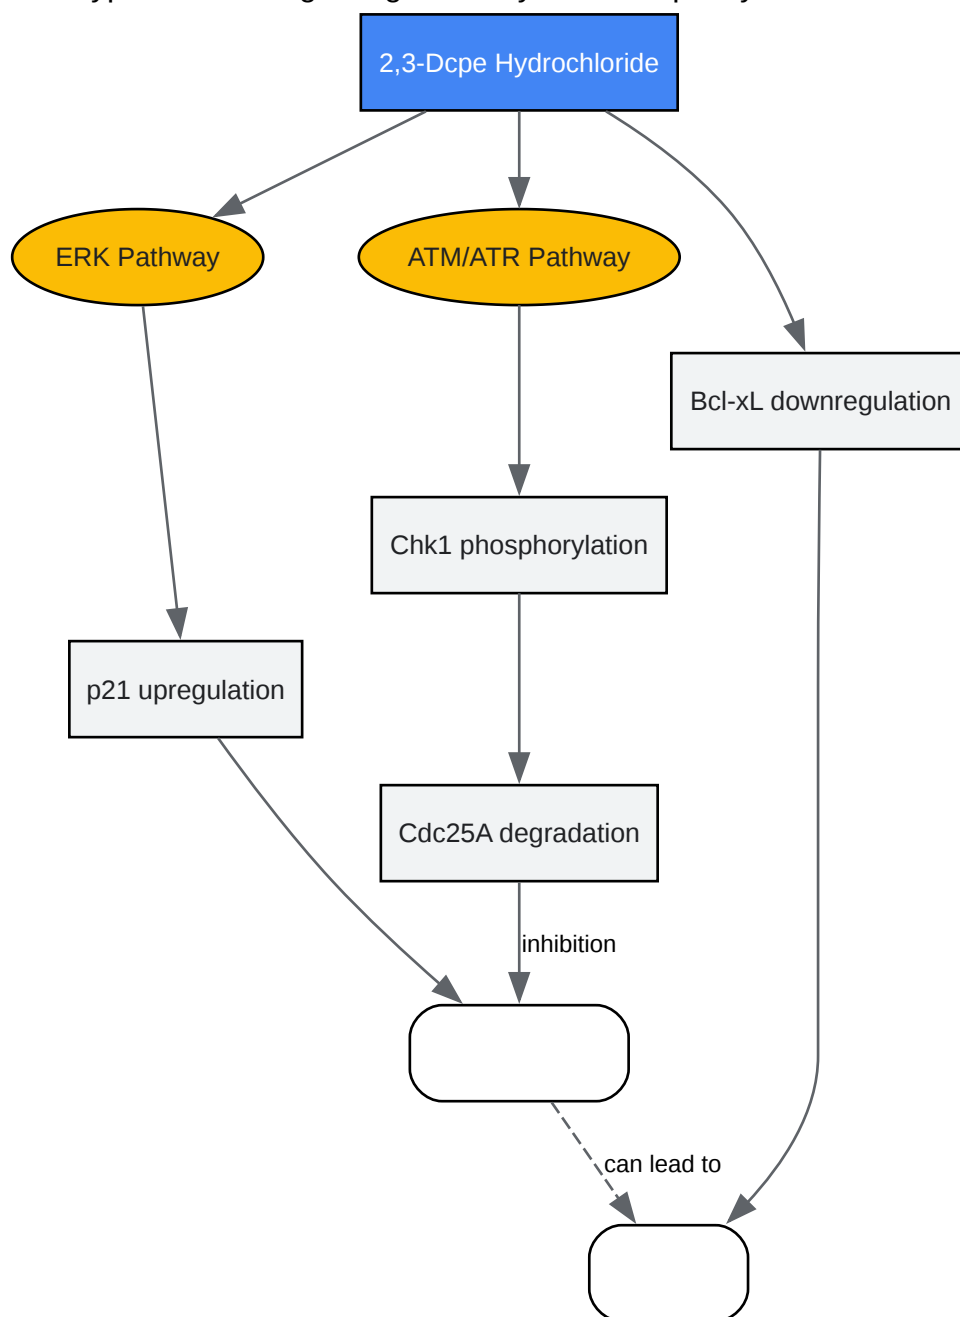 2,3-Dcpe Hydrochloride
ERK Pathway
ATM/ATR Pathway
Bcl-xL downregulation
Chk1 phosphorylation
p21 upregulation
Cdc25A degradation
inhibition
can lead to